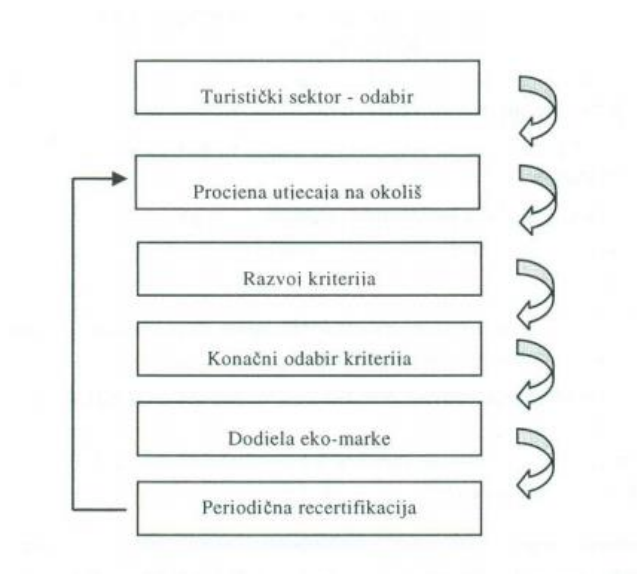 Turistički sektor - odabir
Procjena utjecaja na okoliš
Razvoj kriterija
Konačni odabir kriterija
Dodjela eko-marke
Periodična recertifikacija